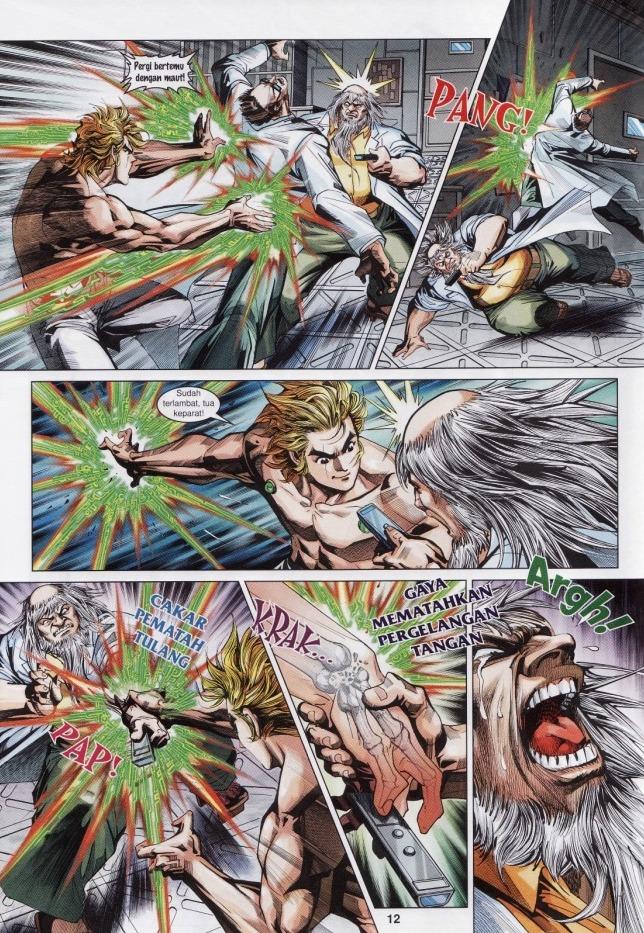 Pergi bertemu
dengan maut!
PANG!
Sudah
terlambat, tua
keparat!
CAKAR
PEMATAH
TULANG
PAP!
KRAK...
GAYA
MEMATAHKAN
PERGELANGAN
TANGAN
Argh!
12